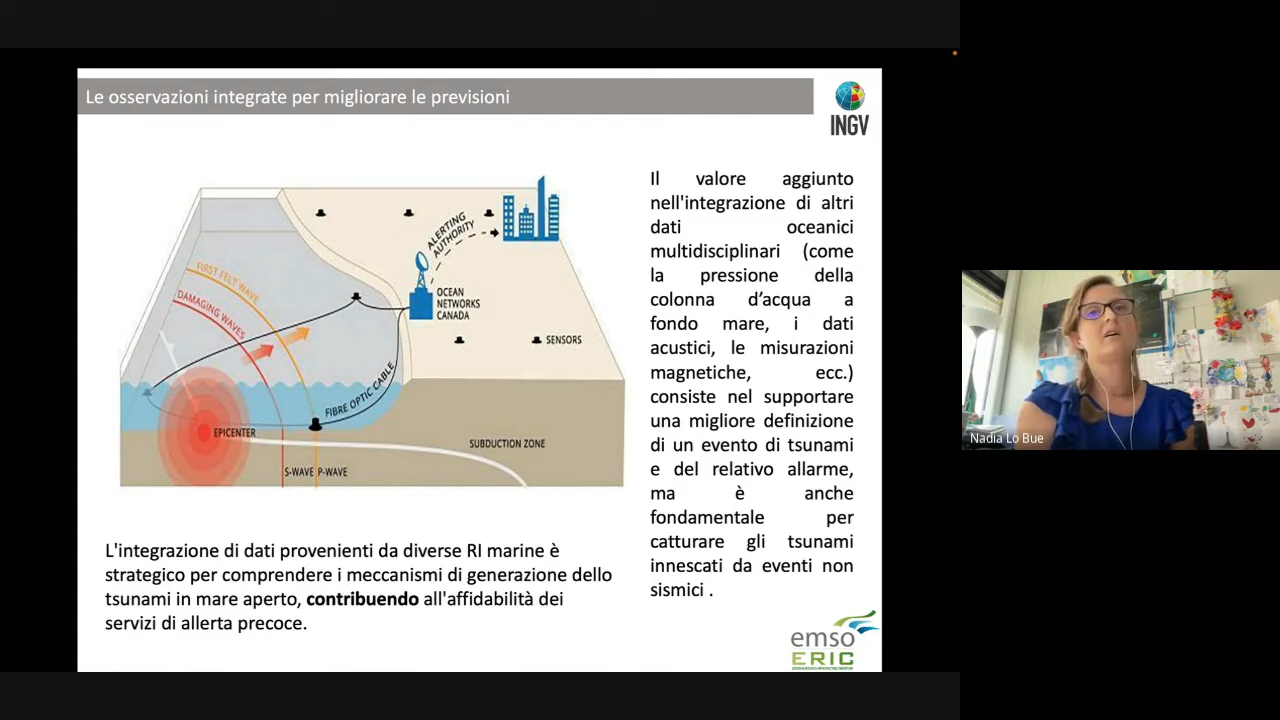 Le osservazioni integrate per migliorare le previsioni
INGV
FIRST FELT WAVE
DAMAGING WAVES
ALERTING
AUTHORITY
OCEAN
NETWORKS
CANADA
SENSORS
FIBRE OPTIC CABLE
EPICENTER
SUBDUCTION ZONE
S-WAVE P-WAVE
Il valore aggiunto
nell'integrazione di altri
dati oceanici
multidisciplinari (come
la pressione della
colonna d’acqua a
fondo mare, i dati
acustici, le misurazioni
magnetiche, ecc.)
consiste nel supportare
una migliore definizione
di un evento di tsunami
e del relativo allarme,
ma è anche
fondamentale per
catturare gli tsunami
innescati da eventi non
sismici .
L'integrazione di dati provenienti da diverse RI marine è
strategico per comprendere i meccanismi di generazione dello
tsunami in mare aperto, contribuendo all'affidabilità dei
servizi di allerta precoce.
emso
ERIC
Nadia Lo Bue